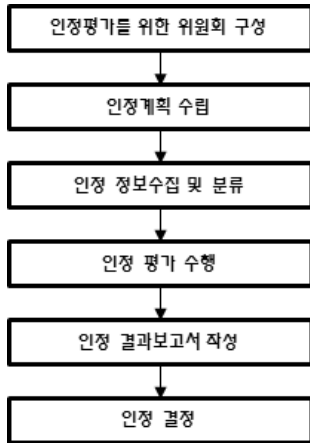 인정평가를 위한 위원회 구성
인정계획 수립
인정 정보수집 및 분류
인정 평가 수행
인정 결과보고서 작성
인정 결정